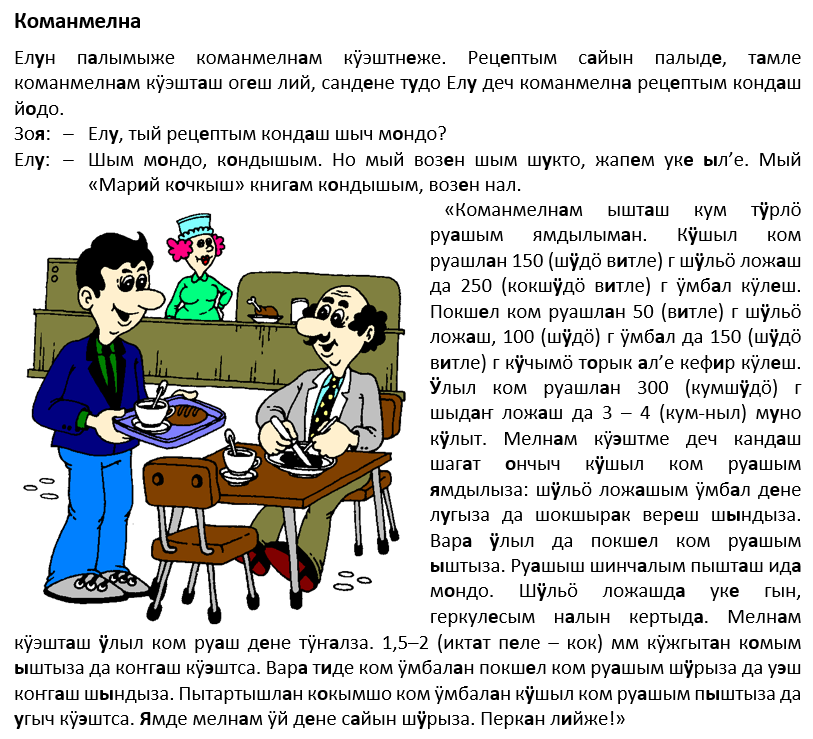 Команмелна
Елун палымыже команмелнам кӱэштнеже. Рецептым сайын палыде, тамле
команмелнам кӱэшташ огеш лий, сандене тудо Елу деч команмелна рецептым кондаш
йодо.
Зоя: – Елу, тый рецептым кондаш шыч мондо?
Елу: – Шым мондо, кондышым. Но мый возен шым шукто, жапем уке ыл’е. Мый
«Марий кочкыш» книгам кондышым, возен нал.
«Команмелнам ышташ кум тӱрлӧ
руашым ямдылыман. Кӱшыл ком
руашлан 150 (шӱдӧ витле) г шӱльӧ ложаш
да 250 (кокшӱдӧ витле) г ӱмбал кӱлеш.
Покшел ком руашлан 50 (витле) г шӱльӧ
ложаш, 100 (шӱдӧ) г ӱмбал да 150 (шӱдӧ
витле) г кӱчымӧ торык ал’е кефир кӱлеш.
Ӱлыл ком руашлан 300 (кумшӱдӧ) г
шыдаҥ ложаш да 3 – 4 (кум-ныл) муно
кӱлыт. Мелнам кӱэштме деч кандаш
шагат ончыч кӱшыл ком руашым
ямдылыза: шӱльӧ ложашым ӱмбал дене
лугыза да шокшырак вереш шындыза.
Вара ӱлыл да покшел ком руашым
ыштыза. Руашыш шинчалым пышташ ида
мондо. Шӱльӧ ложашда уке гын,
геркулесым налын кертыда. Мелнам
кӱэшташ ӱлыл ком руаш дене тӱҥалза. 1,5–2 (иктат пеле – кок) мм кӱжгытан комым
ыштыза да коҥгаш кӱэштса. Вара тиде ком ӱмбалан покшел ком руашым шӱрыза да уэш
коҥгаш шындыза. Пытартышлан кокымшо ком ӱмбалан кӱшыл ком руашым пыштыза да
угыч кӱэштса. Ямде мелнам ӱй дене сайын шӱрыза. Перкан лийже!»